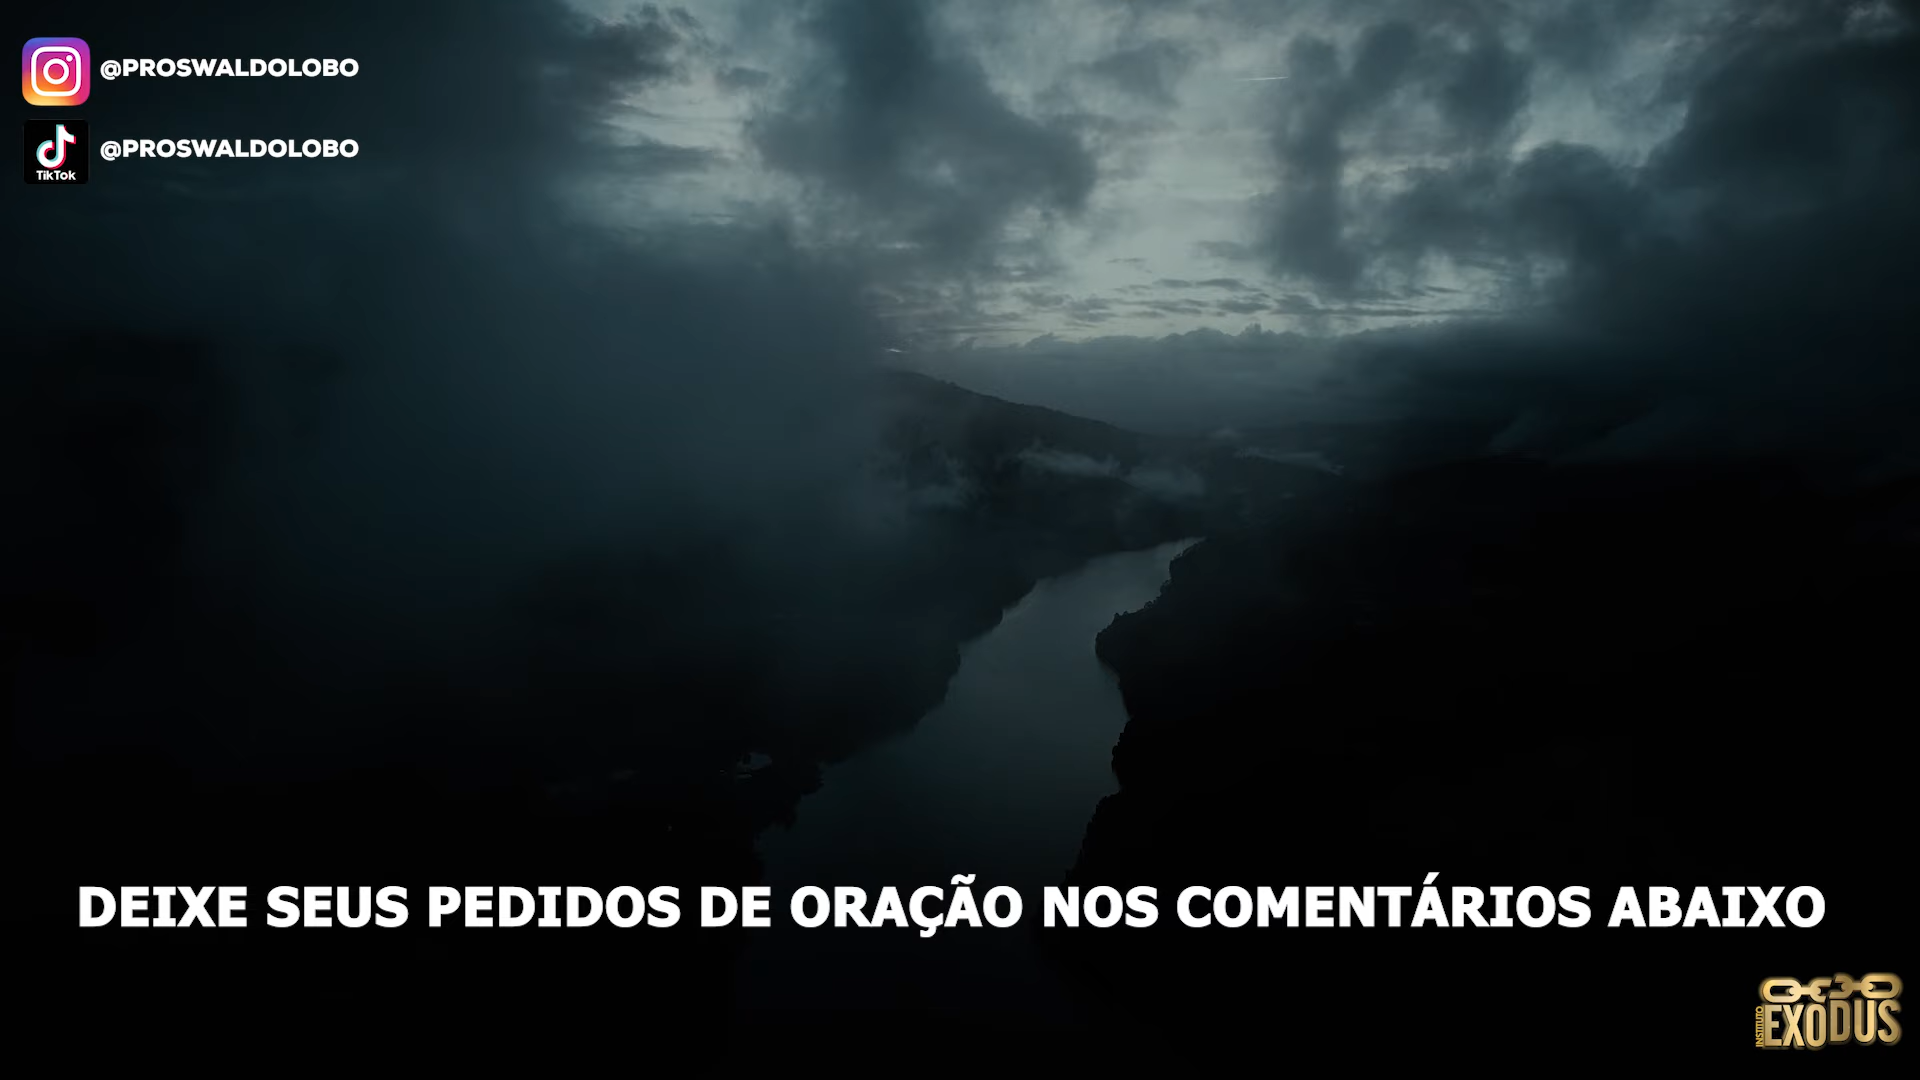 @PROSWALDOLOBO
TikTok
@PROSWALDOLOBO
DEIXE SEUS PEDIDOS DE ORAÇÃO NOS COMENTÁRIOS ABAIXO
INSTITUTO
EXODUS